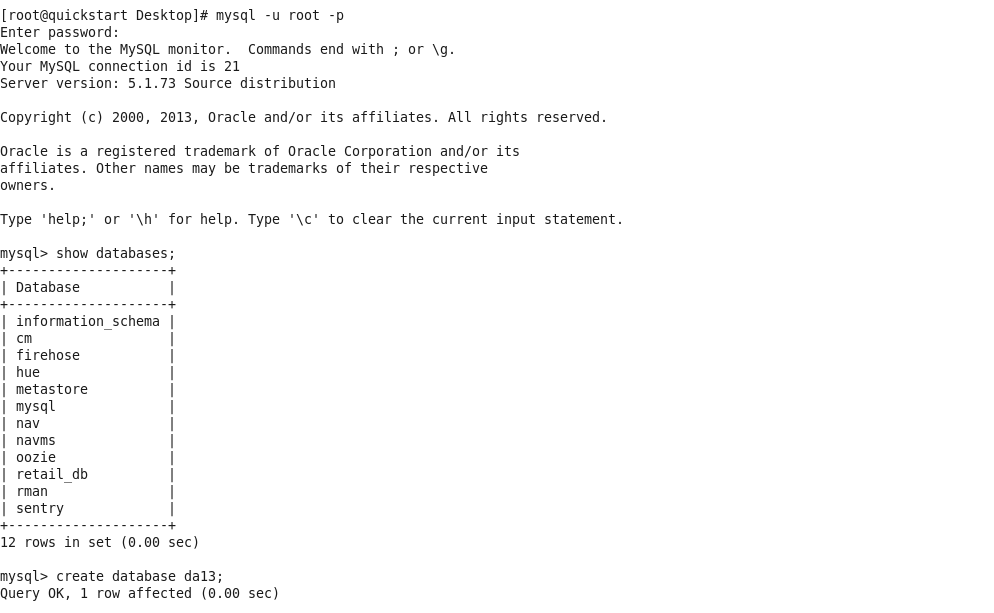 [root@quickstart Desktop]# mysql -u root -p
Enter password:
Welcome to the MySQL monitor.  Commands end with ; or \g.
Your MySQL connection id is 21
Server version: 5.1.73 Source distribution

Copyright (c) 2000, 2013, Oracle and/or its affiliates. All rights reserved.

Oracle is a registered trademark of Oracle Corporation and/or its
affiliates. Other names may be trademarks of their respective
owners.

Type 'help;' or '\h' for help. Type '\c' to clear the current input statement.

mysql> show databases;
+--------------------+
| Database           |
+--------------------+
| information_schema |
| cm                 |
| firehose           |
| hue                |
| metastore          |
| mysql              |
| nav                |
| navms              |
| oozie              |
| retail_db          |
| rman               |
| sentry             |
+--------------------+
12 rows in set (0.00 sec)

mysql> create database da13;
Query OK, 1 row affected (0.00 sec)